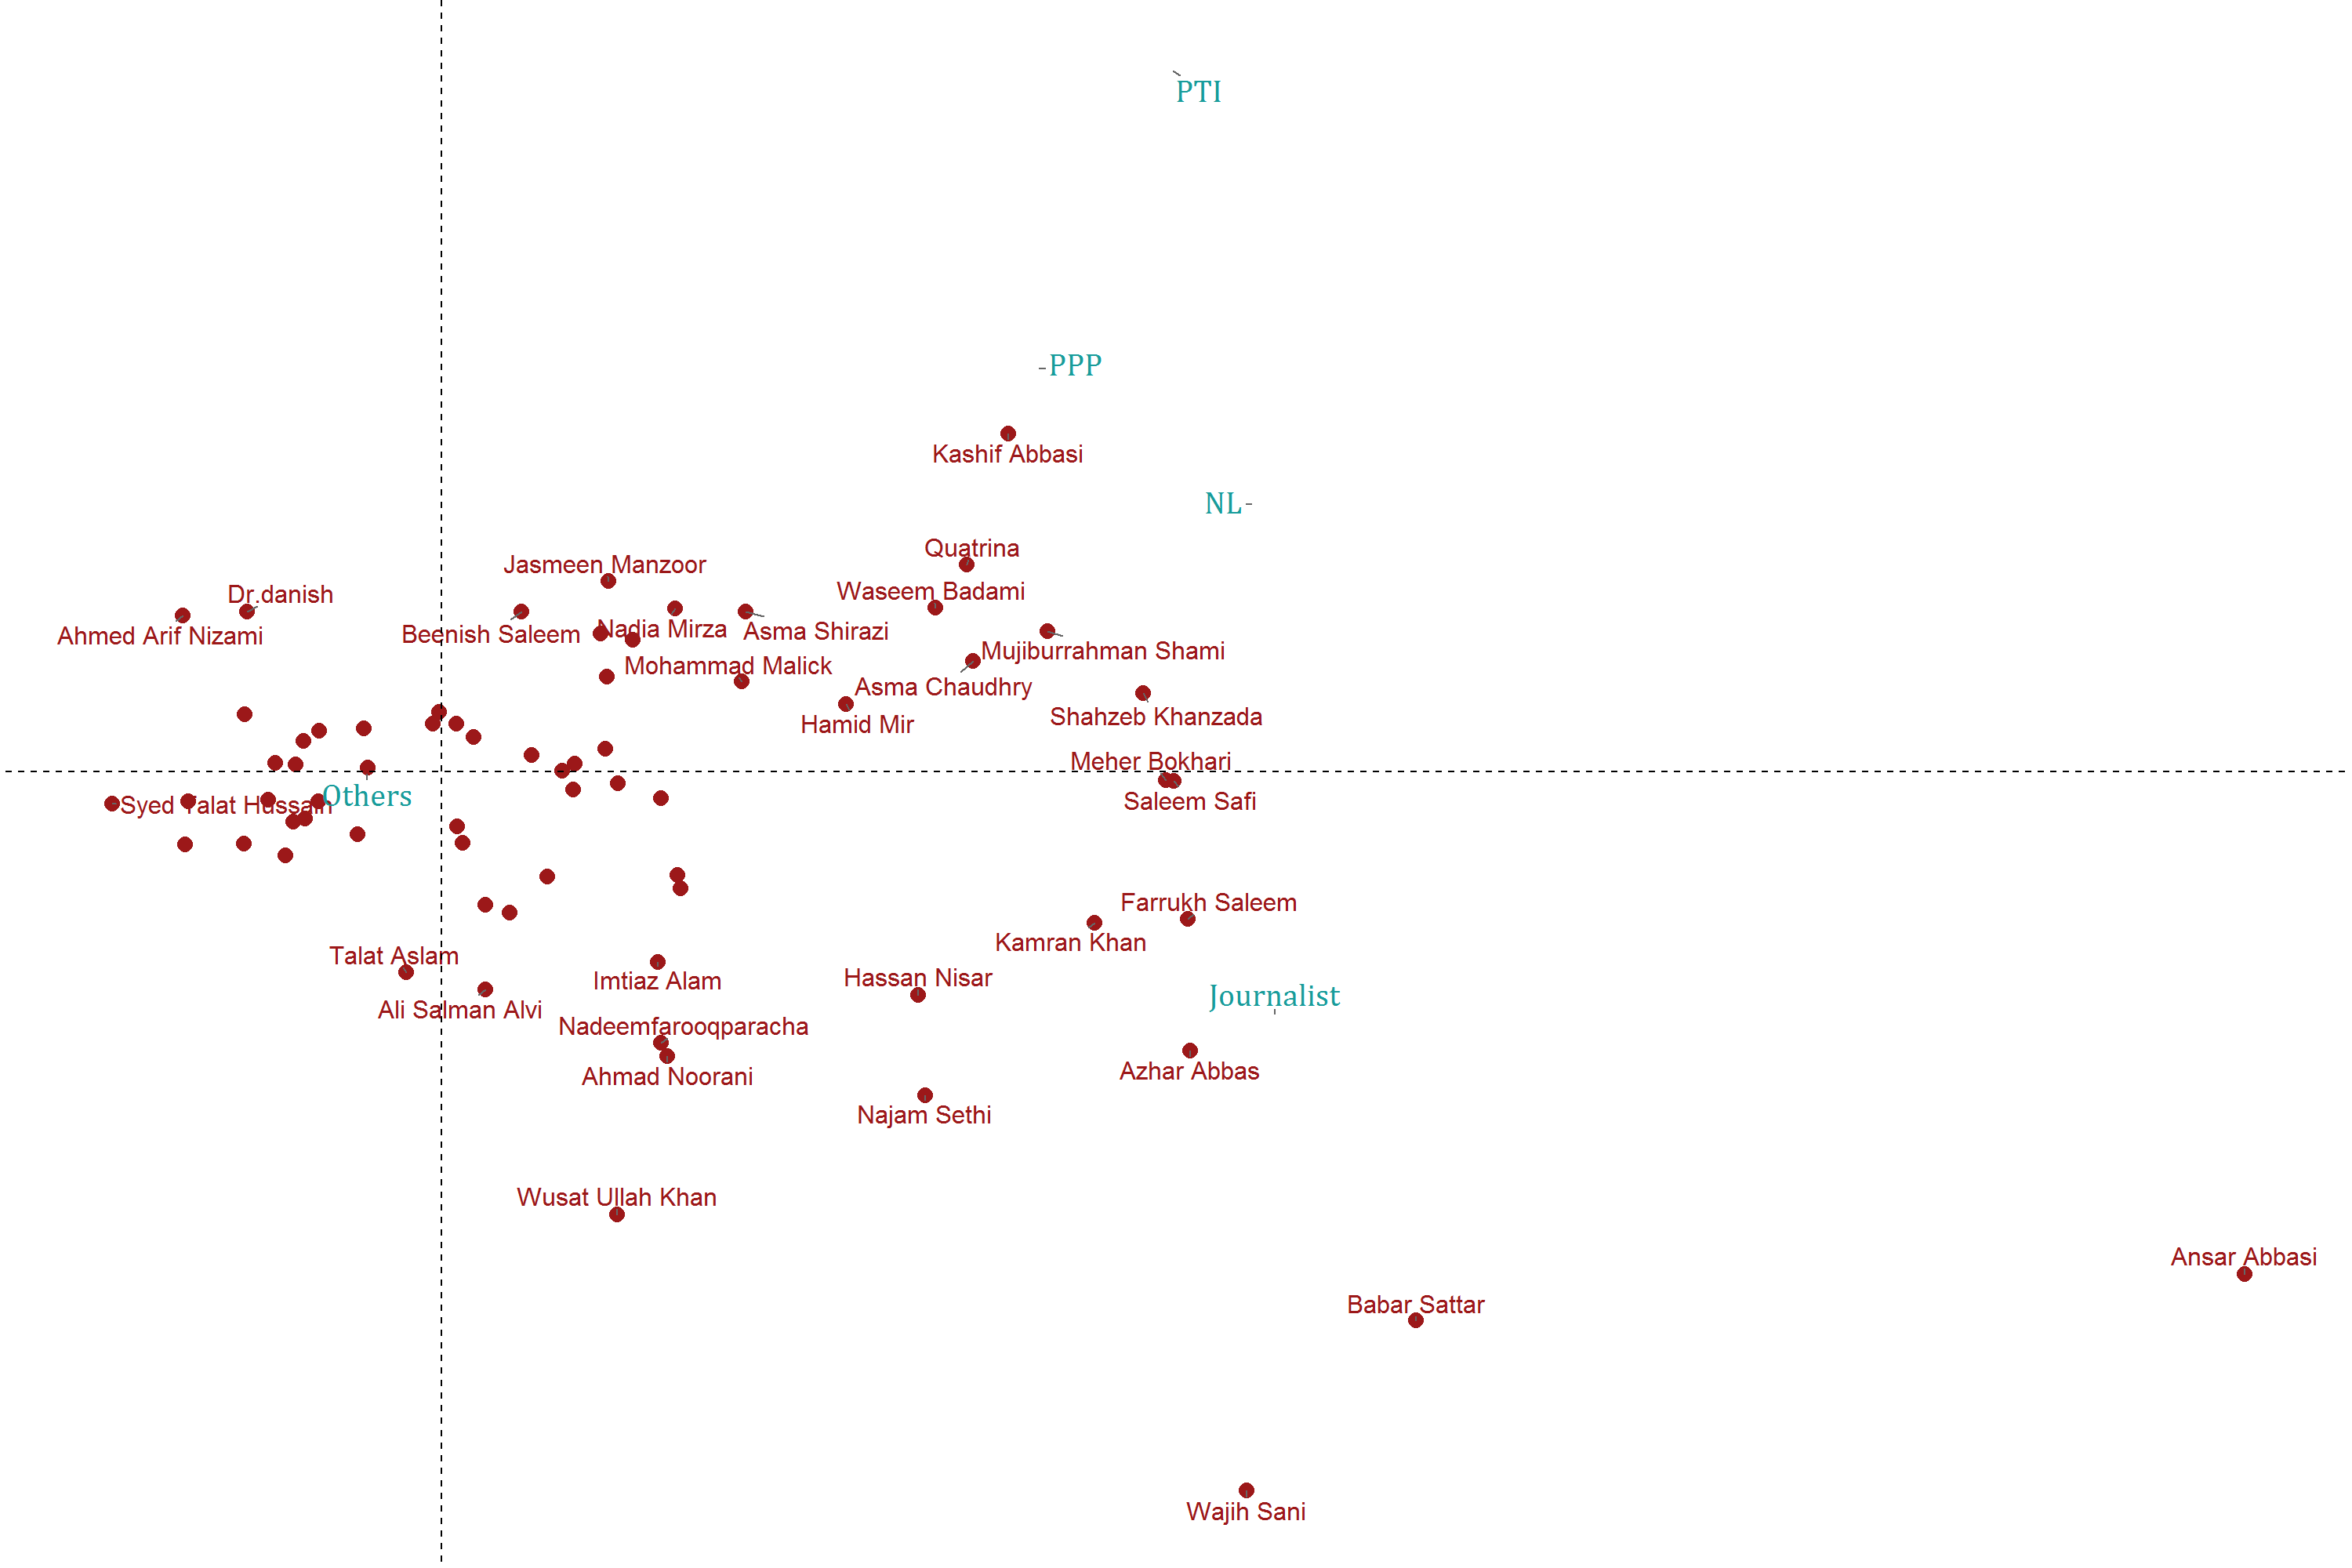 PTI
PPP
Kashif Abbasi
NL
Quatrina
Jasmeen Manzoor
Waseem Badami
Dr.danish
Ahmed Arif Nizami
Beenish Saleem
Nadia Mirza
Asma Shirazi
Mujiburrahman Shami
Mohammad Malick
Asma Chaudhry
Hamid Mir
Shahzeb Khanzada
Meher Bokhari
Syed Talat Hussain
Others
Saleem Safi
Farrukh Saleem
Kamran Khan
Talat Aslam
Imtiaz Alam
Hassan Nisar
Journalist
Ali Salman Alvi
Nadeemfarooqparacha
Ahmad Noorani
Azhar Abbas
Najam Sethi
Wusat Ullah Khan
Ansar Abbasi
Babar Sattar
Wajih Sani